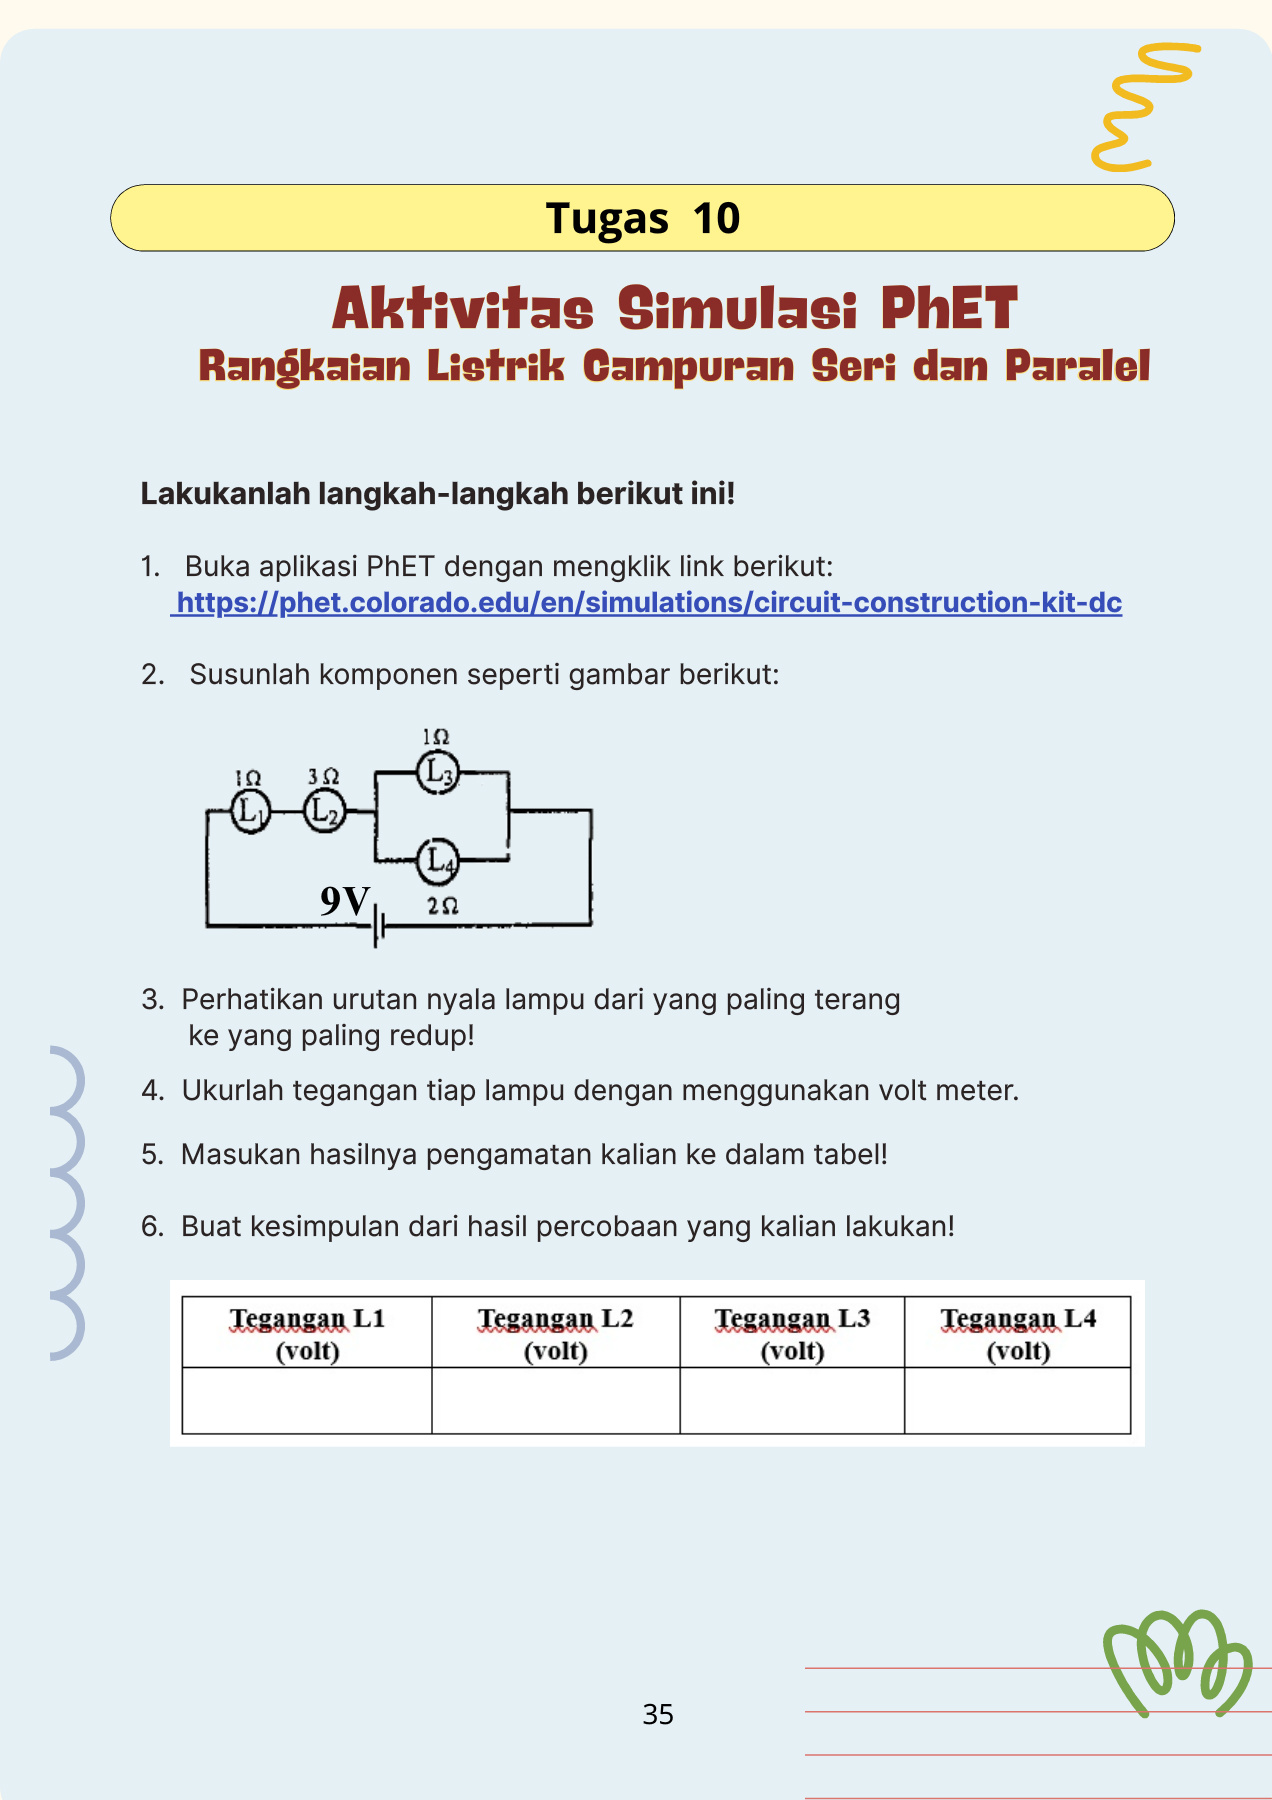 Tugas 10
Aktivitas Simulasi PhET
Rangkaian Listrik Campuran Seri dan Paralel
Lakukanlah langkah-langkah berikut ini!
1. Buka aplikasi PhET dengan mengklik link berikut:
https://phet.colorado.edu/en/simulations/circuit-construction-kit-dc
2. Susunlah komponen seperti gambar berikut:
1Ω
L3
1Ω
3Ω
L1
L2
L4
9V
2Ω
3. Perhatikan urutan nyala lampu dari yang paling terang
ke yang paling redup!
4. Ukurlah tegangan tiap lampu dengan menggunakan volt meter.
5. Masukan hasilnya pengamatan kalian ke dalam tabel!
6. Buat kesimpulan dari hasil percobaan yang kalian lakukan!
Tegangan L1 (volt)
Tegangan L2 (volt)
Tegangan L3 (volt)
Tegangan L4 (volt)
35